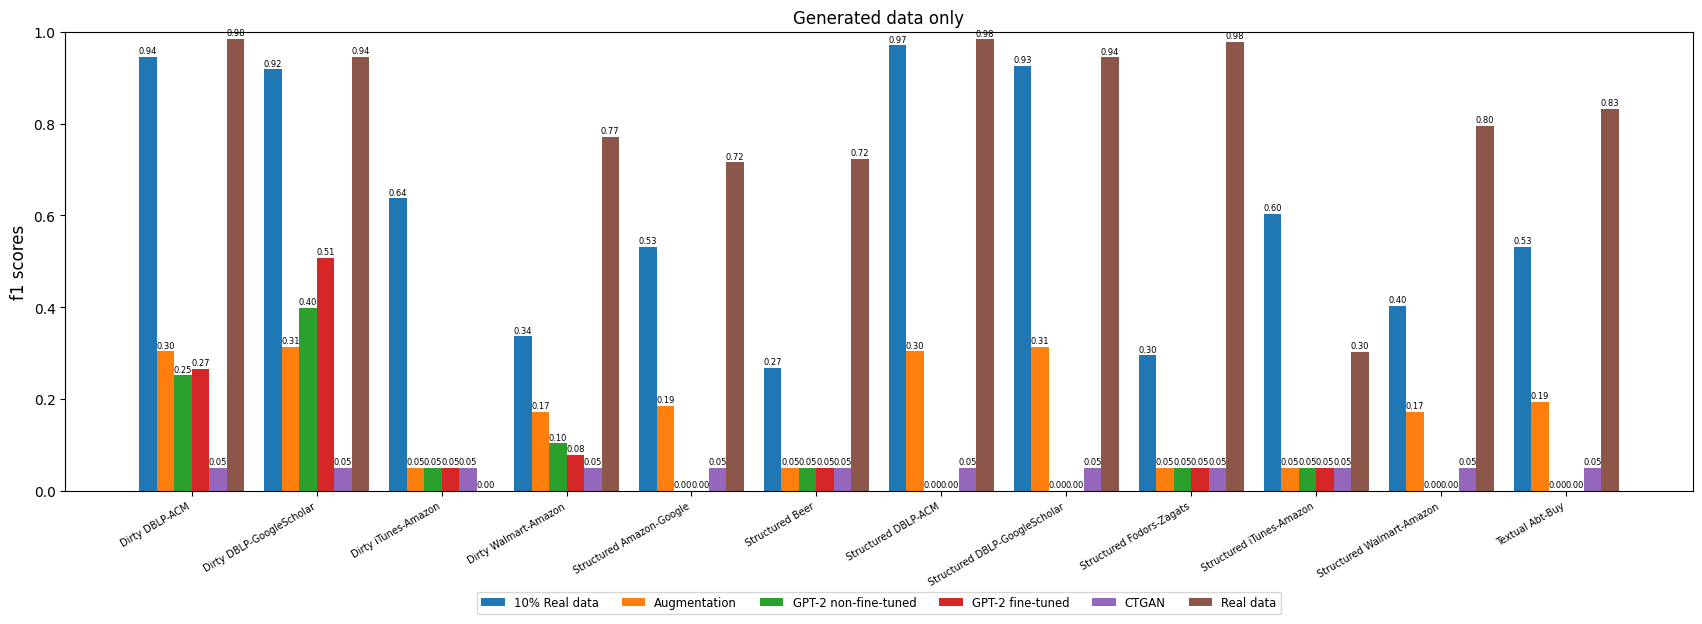 Generated data only
f1 scores
1.0
0.8
0.6
0.4
0.2
0.0
0.94 0.30 0.25 0.27 0.05 0.98
0.92 0.31 0.40 0.51 0.05 0.94
0.64 0.05 0.05 0.05 0.05 0.00
0.34 0.17 0.10 0.08 0.05 0.77
0.53 0.19 0.00 0.00 0.05 0.72
0.27 0.05 0.05 0.05 0.05 0.72
0.97 0.30 0.00 0.00 0.05 0.98
0.93 0.31 0.00 0.00 0.05 0.94
0.30 0.05 0.05 0.05 0.05 0.98
0.60 0.05 0.05 0.05 0.05 0.30
0.40 0.17 0.00 0.00 0.05 0.80
0.53 0.19 0.00 0.00 0.05 0.83
Dirty DBLP-ACM
Dirty DBLP-GoogleScholar
Dirty iTunes-Amazon
Dirty Walmart-Amazon
Structured Amazon-Google
Structured Beer
Structured DBLP-ACM
Structured DBLP-GoogleScholar
Structured Fodors-Zagats
Structured iTunes-Amazon
Structured Walmart-Amazon
Textual Abt-Buy
10% Real data
Augmentation
GPT-2 non-fine-tuned
GPT-2 fine-tuned
CTGAN
Real data